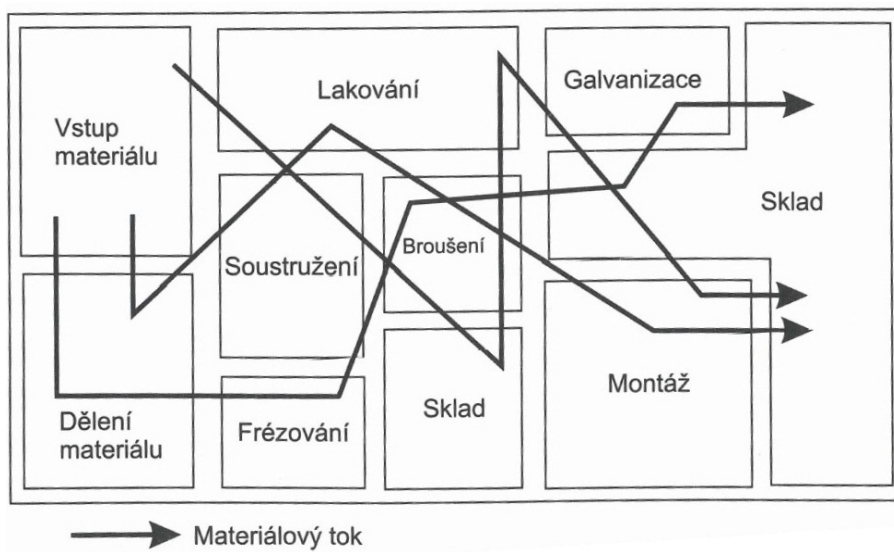 Vstup
materiálu
Lakování
Galvanizace
Sklad
Soustružení
Broušení
Dělení
materiálu
Frézování
Sklad
Montáž
Materiálový tok